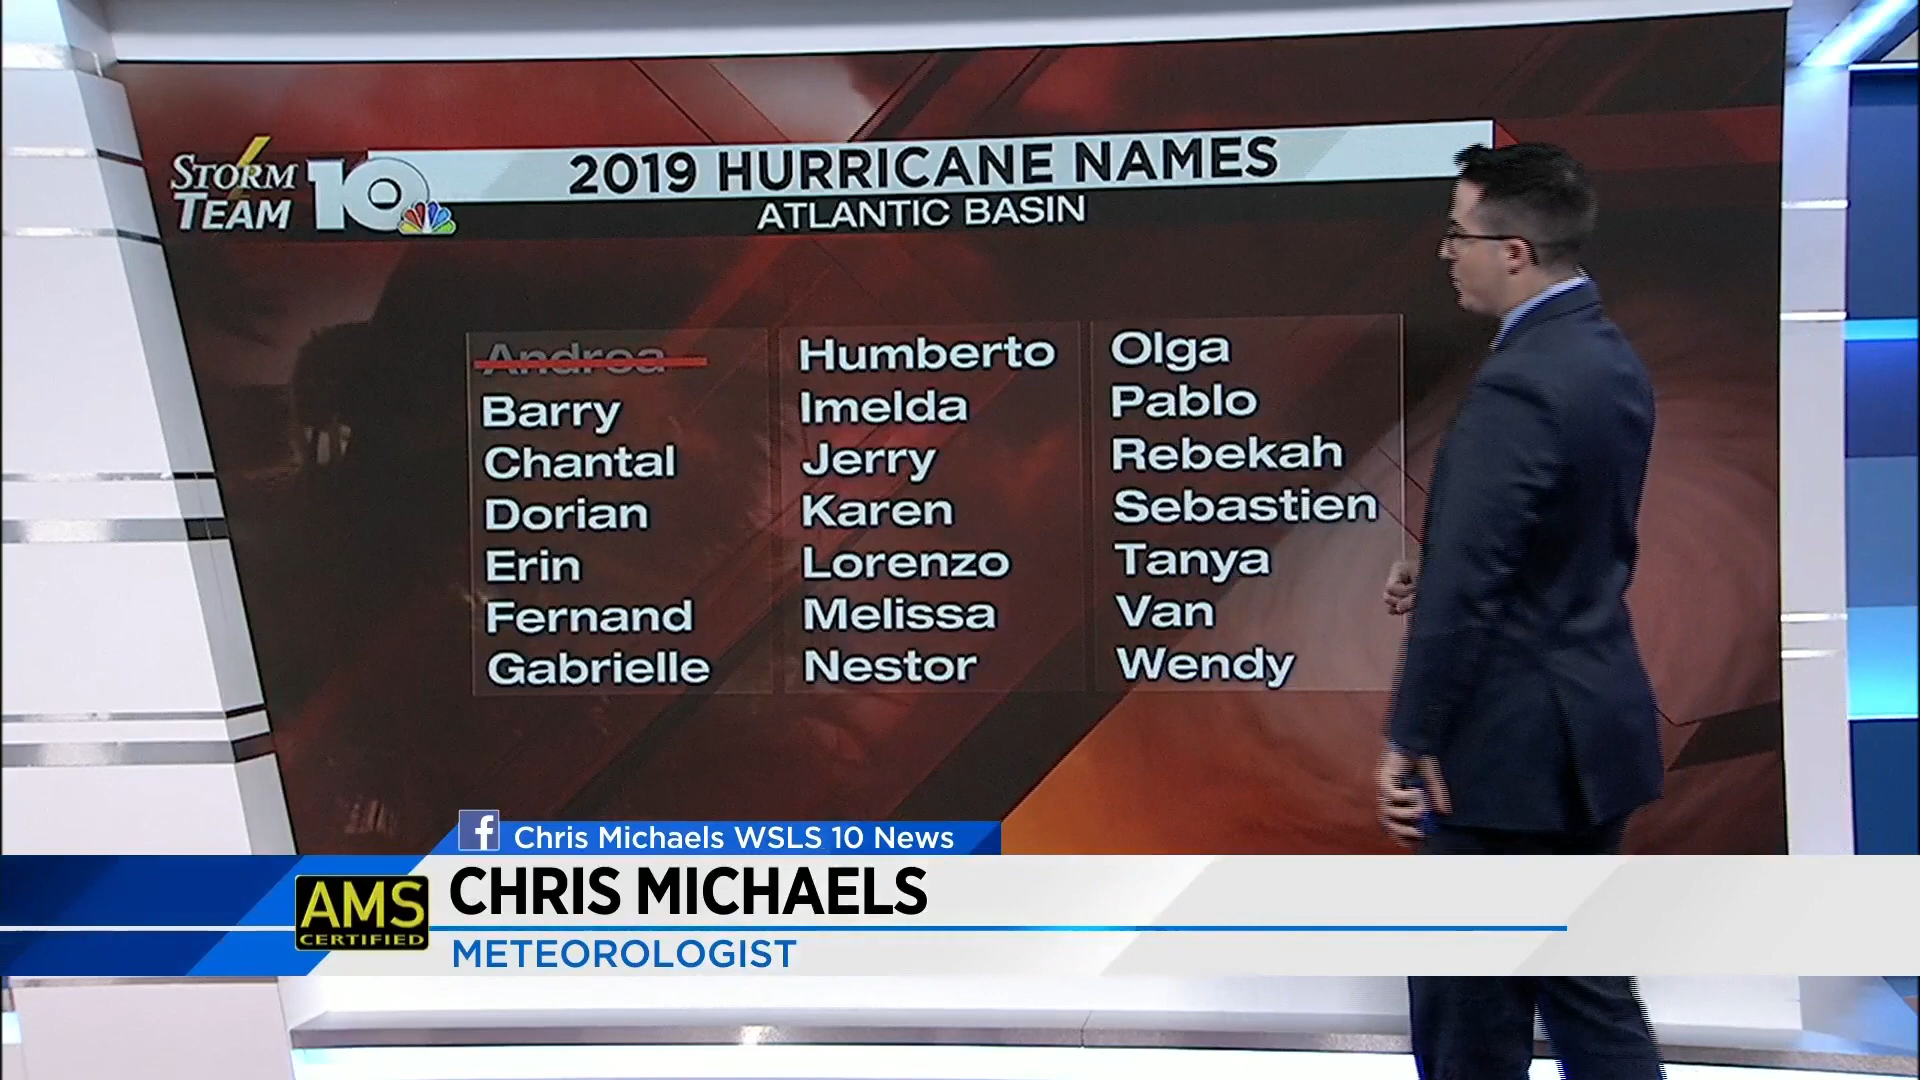 STORM
TEAM
10
2019 HURRICANE NAMES
ATLANTIC BASIN
Andrea
Barry
Chantal
Dorian
Erin
Fernand
Gabrielle
Humberto
Imelda
Jerry
Karen
Lorenzo
Melissa
Nestor
Olga
Pablo
Rebekah
Sebastien
Tanya
Van
Wendy
f Chris Michaels WSLS 10 News
AMS
CERTIFIED
CHRIS MICHAELS
METEOROLOGIST